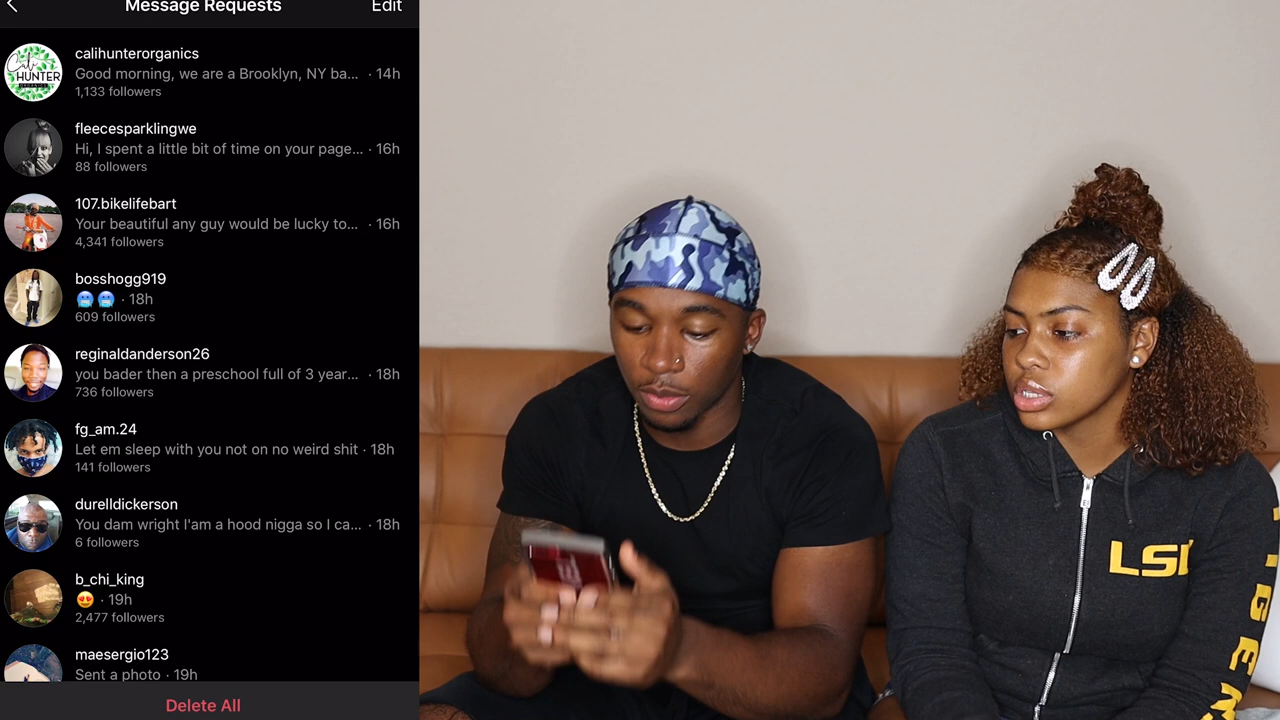 Message Requests
Edit
calihunterorganics
Good morning, we are a Brooklyn, NY ba... · 14h
1,133 followers
fleecesparklingwe
Hi, I spent a little bit of time on your page... · 16h
88 followers
107.bikelifebart
Your beautiful any guy would be lucky to... · 16h
4,341 followers
bosshogg919
🥶🥶 · 18h
609 followers
reginaldanderson26
you bader then a preschool full of 3 year... · 18h
736 followers
fg_am.24
Let em sleep with you not on no weird shit · 18h
141 followers
durelldickerson
You dam wright I'am a hood nigga so I ca... · 18h
6 followers
b_chi_king
😍 · 19h
2,477 followers
maesergio123
Sent a photo · 19h
Delete All
Cali
HUNTER
ORGANICS
LSU